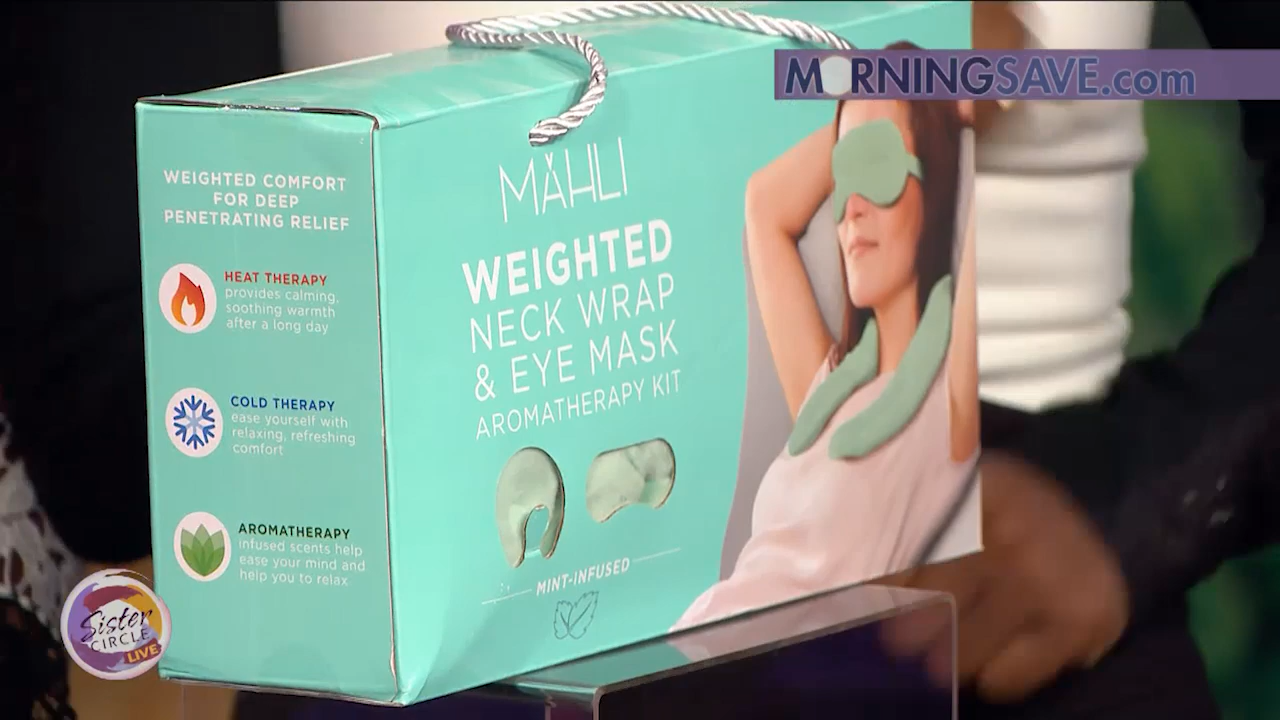 MORNINGSAVE.com
WEIGHTED COMFORT
FOR DEEP
PENETRATING RELIEF
HEAT THERAPY
provides calming,
soothing warmth
after a long day
COLD THERAPY
ease yourself with
relaxing, refreshing
comfort
AROMATHERAPY
infused scents help
ease your mind and
help you to relax
MÄHLI
WEIGHTED
NECK WRAP
& EYE MASK
AROMATHERAPY KIT
MINT-INFUSED
Sister
CIRCLE
LIVE